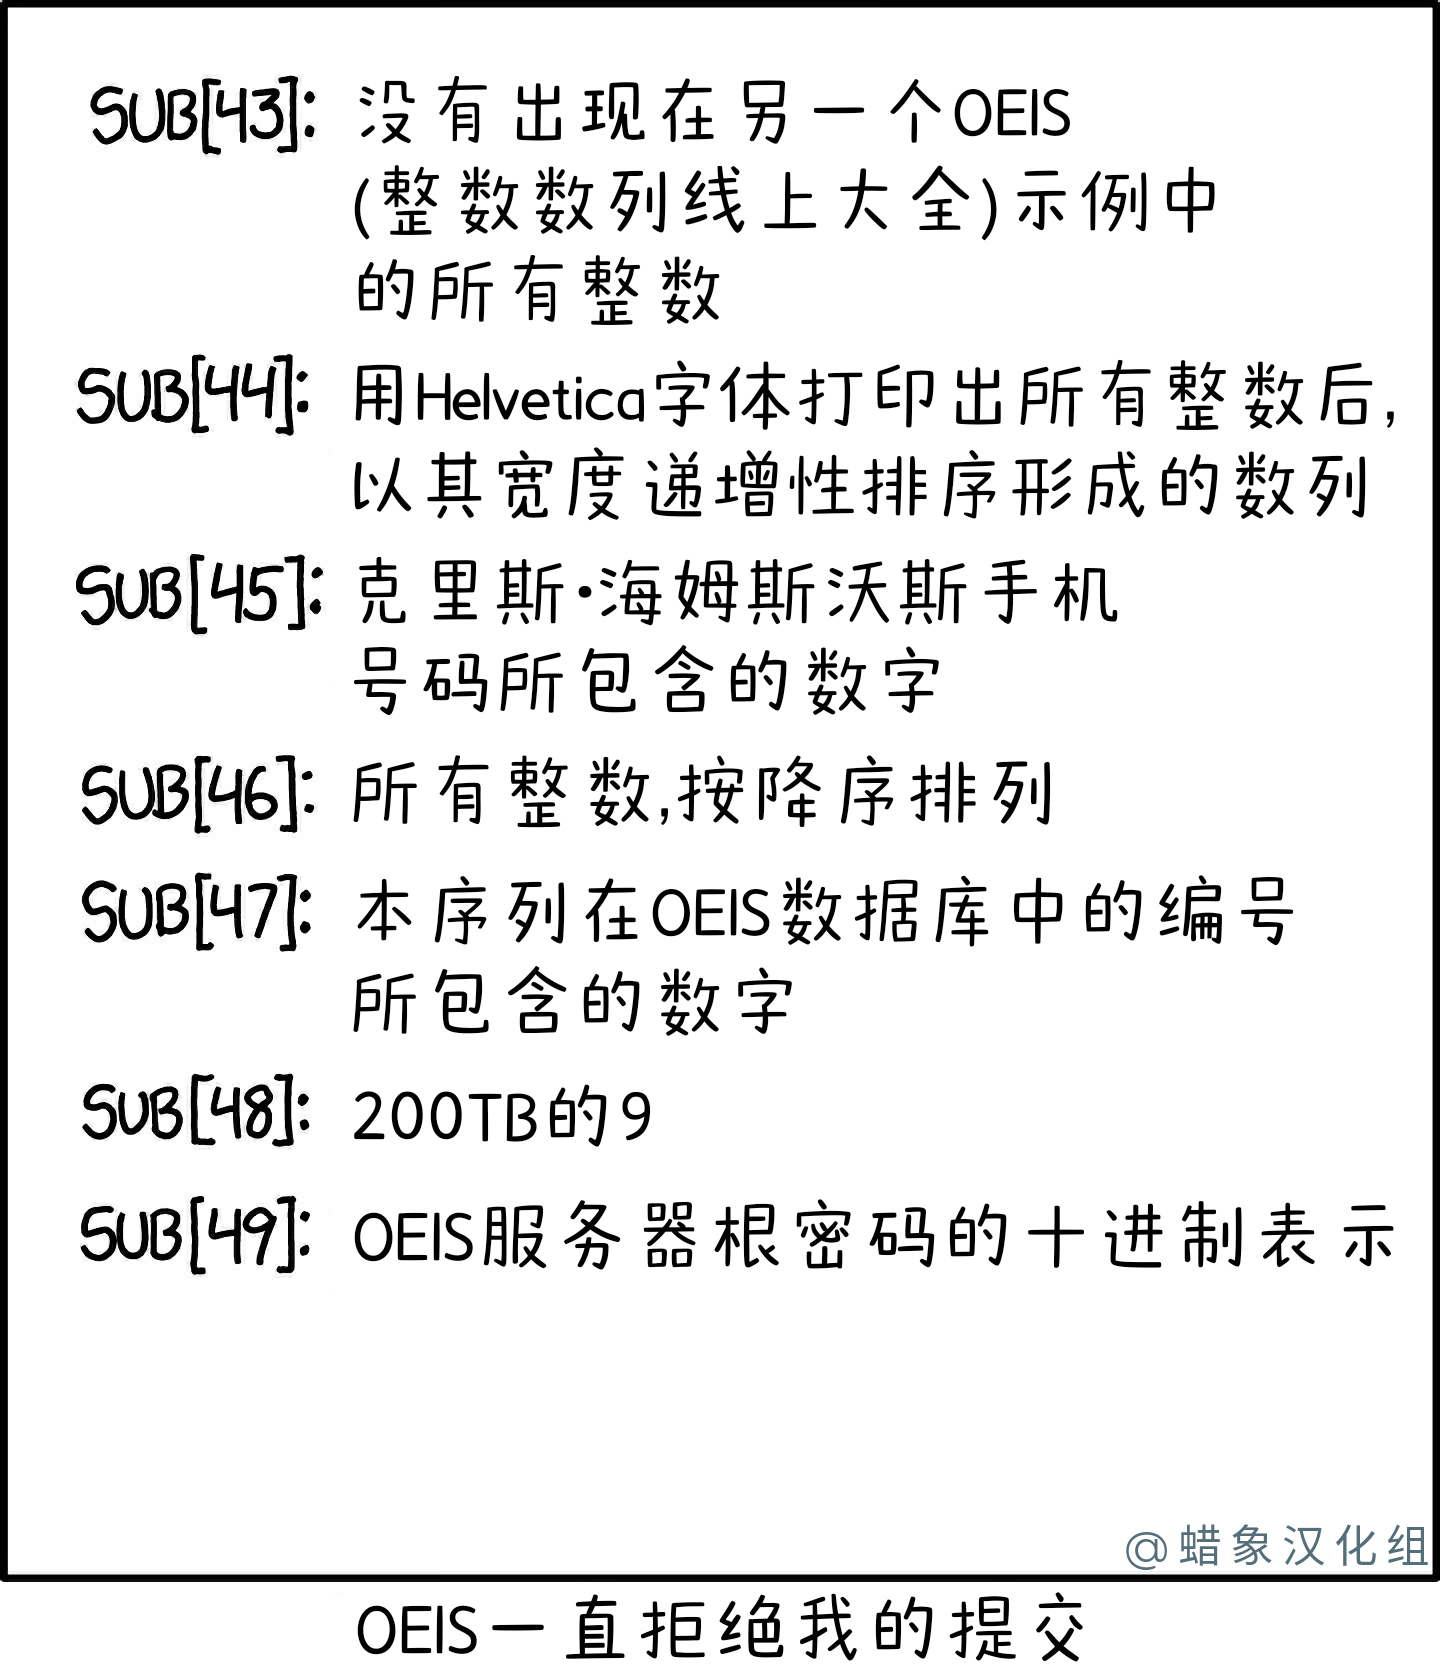 SUB[43]: 没有出现在另一个OEIS
(整数数列线上大全)示例中
的所有整数
SUB[44]: 用Helvetica字体打印出所有整数后,
以其宽度递增性排序形成的数列
SUB[45]: 克里斯·海姆斯沃斯手机
号码所包含的数字
SUB[46]: 所有整数,按降序排列
SUB[47]: 本序列在OEIS数据库中的编号
所包含的数字
SUB[48]: 200TB的9
SUB[49]: OEIS服务器根密码的十进制表示
@蜡象汉化组
OEIS一直拒绝我的提交